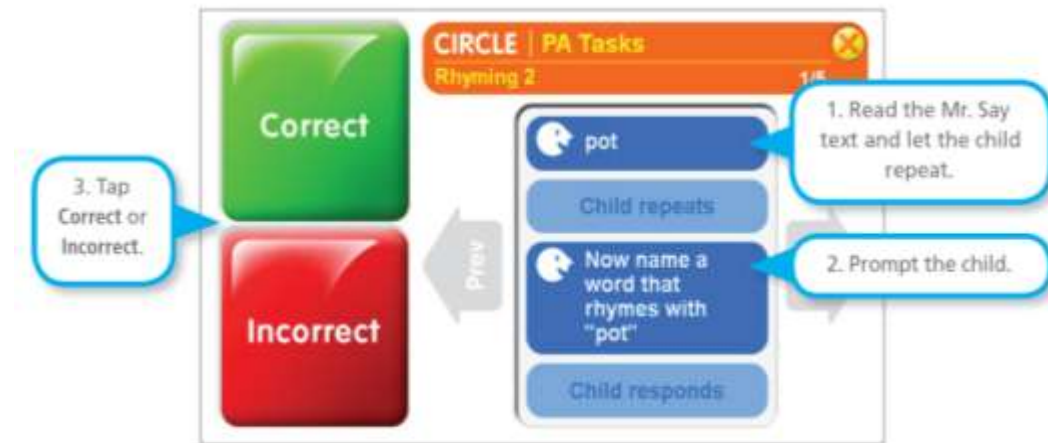 CIRCLE | PA Tasks
Rhyming 2 1/5
Correct
Incorrect
Prev
pot
Child repeats
Now name a
word that
rhymes with
"pot"
Child responds
1. Read the Mr. Say
text and let the child
repeat.
2. Prompt the child.
3. Tap
Correct or
Incorrect.